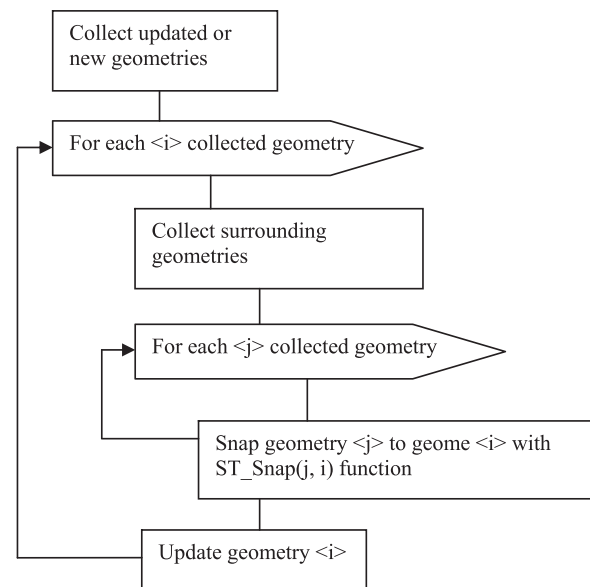 Collect updated or
new geometries
For each <i> collected geometry
Collect surrounding
geometries
For each <j> collected geometry
Snap geometry <j> to geome <i> with
ST_Snap(j, i) function
Update geometry <i>